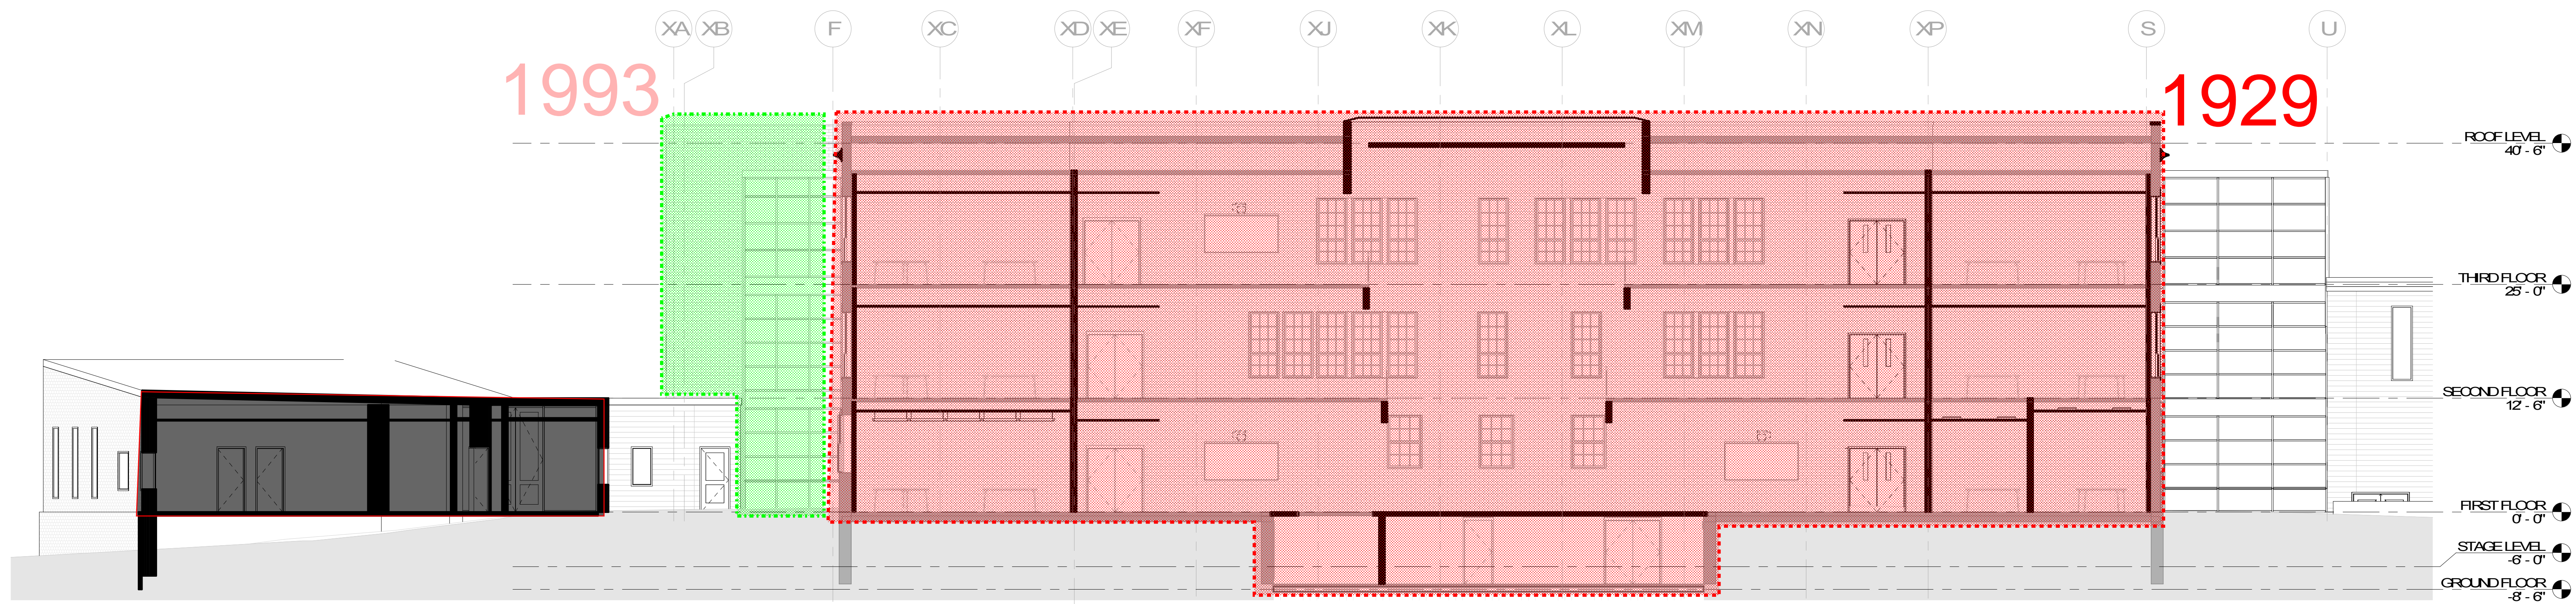 XA XB F XC XD XE XF XJ XK XL XM XN XP S U
1993
1929
ROOF LEVEL
40' - 6"
THIRD FLOOR
25' - 0"
SECOND FLOOR
12' - 6"
FIRST FLOOR
0' - 0"
STAGE LEVEL
-6' - 0"
GROUND FLOOR
-8' - 6"